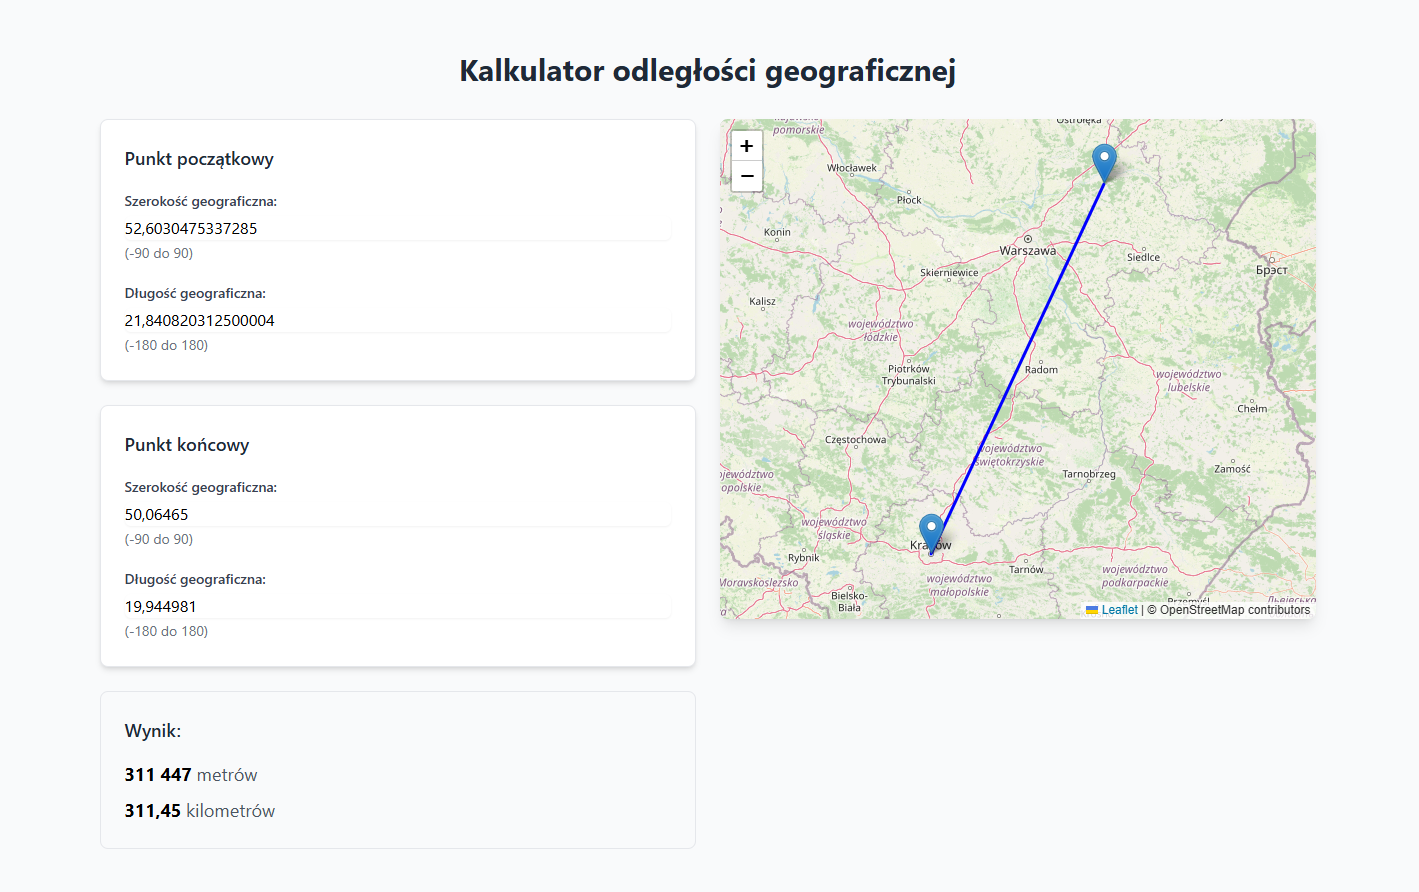 Kalkulator odległości geograficznej
Punkt początkowy
Szerokość geograficzna:
52,6030475337285
(-90 do 90)
Długość geograficzna:
21,840820312500004
(-180 do 180)
Punkt końcowy
Szerokość geograficzna:
50,06465
(-90 do 90)
Długość geograficzna:
19,944981
(-180 do 180)
Wynik:
311 447 metrów
311,45 kilometrów
+
−
pomorskie
Ostrołęka
Włocławek
Płock
Konin
Warszawa
Siedlce
Skierniewice
Брэст
Kalisz
województwo
łódzkie
Piotrków
Trybunalski
Radom
województwo
lubelskie
Chełm
Częstochowa
województwo
świętokrzyskie
Tarnobrzeg
Zamość
opolskie
województwo
śląskie
Kraków
Rybnik
Tarnów
województwo
małopolskie
województwo
podkarpackie
Moravskoslezsko
Bielsko-
Biała
Przemyśl
Leaflet | © OpenStreetMap contributors